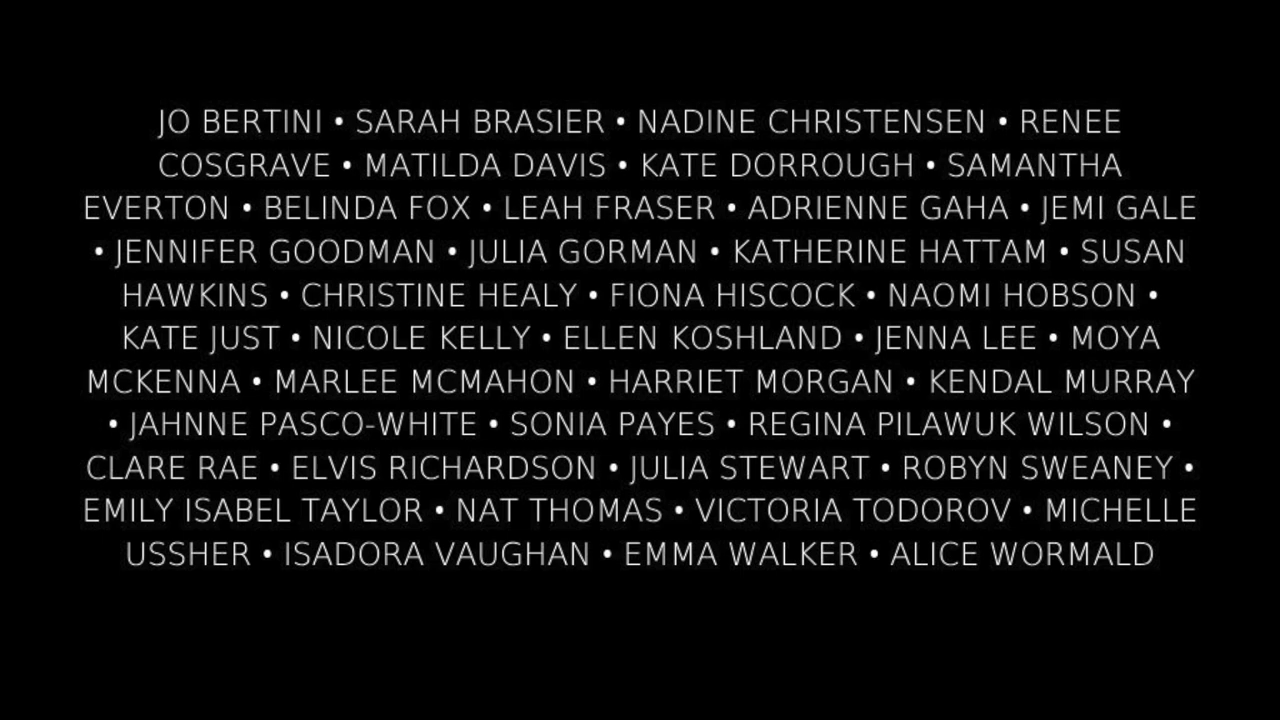 JO BERTINI • SARAH BRASIER • NADINE CHRISTENSEN • RENEE
COSGRAVE • MATILDA DAVIS • KATE DORROUGH • SAMANTHA
EVERTON • BELINDA FOX • LEAH FRASER • ADRIENNE GAHA • JEMI GALE
• JENNIFER GOODMAN • JULIA GORMAN • KATHERINE HATTAM • SUSAN
HAWKINS • CHRISTINE HEALY • FIONA HISCOCK • NAOMI HOBSON •
KATE JUST • NICOLE KELLY • ELLEN KOSHLAND • JENNA LEE • MOYA
MCKENNA • MARLEE MCMAHON • HARRIET MORGAN • KENDAL MURRAY
• JAHNNE PASCO-WHITE • SONIA PAYES • REGINA PILAWUK WILSON •
CLARE RAE • ELVIS RICHARDSON • JULIA STEWART • ROBYN SWEANEY •
EMILY ISABEL TAYLOR • NAT THOMAS • VICTORIA TODOROV • MICHELLE
USSHER • ISADORA VAUGHAN • EMMA WALKER • ALICE WORMALD